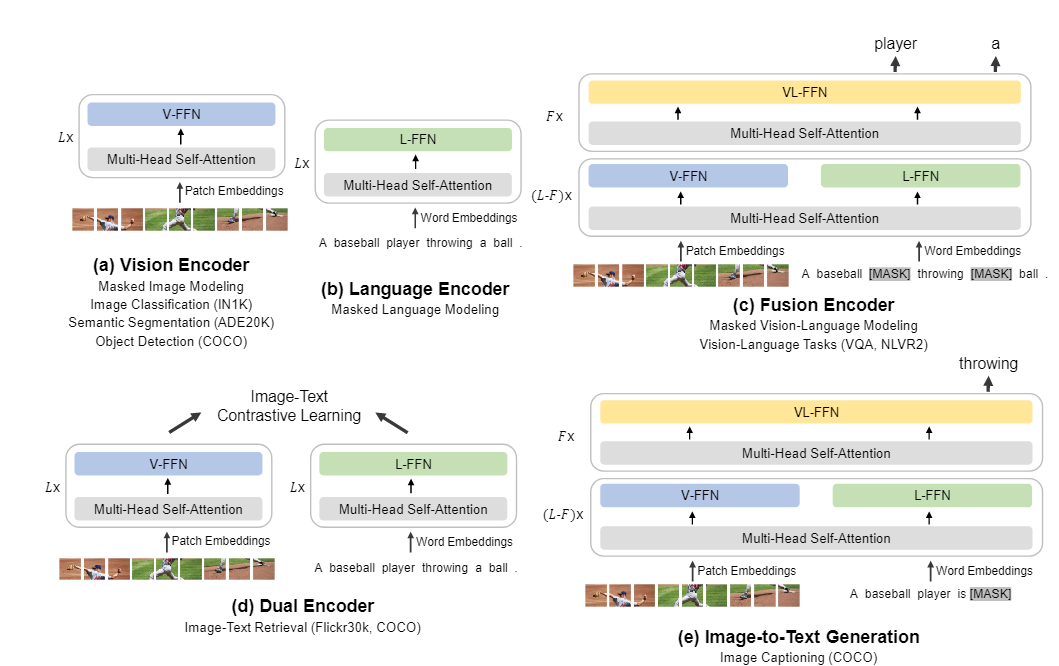 V-FFN
Multi-Head Self-Attention
Lx
Patch Embeddings
(a) Vision Encoder
Masked Image Modeling
Image Classification (IN1K)
Semantic Segmentation (ADE20K)
Object Detection (COCO)
L-FFN
Multi-Head Self-Attention
Lx
Word Embeddings
A baseball player throwing a ball .
(b) Language Encoder
Masked Language Modeling
player a
VL-FFN
Fx
Multi-Head Self-Attention
V-FFN L-FFN
(L-F)x
Multi-Head Self-Attention
Patch Embeddings Word Embeddings
A baseball [MASK] throwing [MASK] ball .
(c) Fusion Encoder
Masked Vision-Language Modeling
Vision-Language Tasks (VQA, NLVR2)
Image-Text
Contrastive Learning
V-FFN
Lx
Multi-Head Self-Attention
Patch Embeddings
L-FFN
Lx
Multi-Head Self-Attention
Word Embeddings
A baseball player throwing a ball .
(d) Dual Encoder
Image-Text Retrieval (Flickr30k, COCO)
throwing
VL-FFN
Fx
Multi-Head Self-Attention
V-FFN L-FFN
(L-F)x
Multi-Head Self-Attention
Patch Embeddings Word Embeddings
A baseball player is [MASK]
(e) Image-to-Text Generation
Image Captioning (COCO)